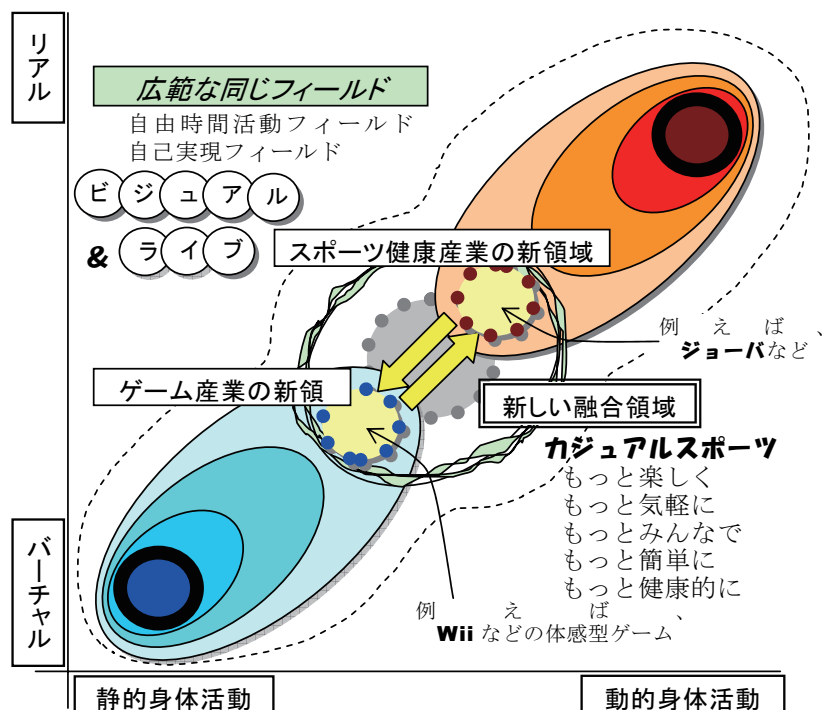 リアル
広範な同じフィールド
自由時間活動フィールド
自己実現フィールド
ビジュアル
& ライブ
スポーツ健康産業の新領域
例えば、
ジョーバなど
ゲーム産業の新領
新しい融合領域
カジュアルスポーツ
もっと楽しく
もっと気軽に
もっとみんなで
もっと簡単に
もっと健康的に
バーチャル
例えば、
Wii などの体感型ゲーム
静的身体活動
動的身体活動